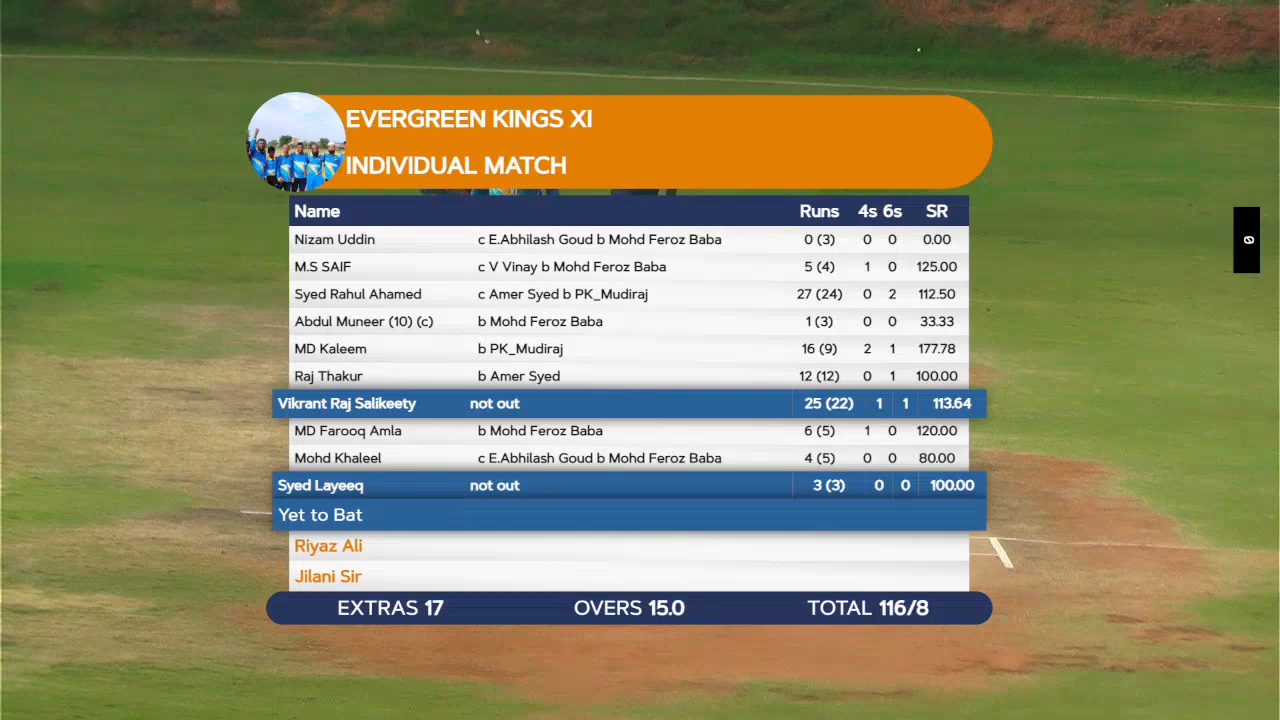 EVERGREEN KINGS XI
INDIVIDUAL MATCH
Name Runs 4s 6s SR
Nizam Uddin c E.Abhilash Goud b Mohd Feroz Baba 0 (3) 0 0 0.00
M.S SAIF c V Vinay b Mohd Feroz Baba 5 (4) 1 0 125.00
Syed Rahul Ahamed c Amer Syed b PK_Mudiraj 27 (24) 0 2 112.50
Abdul Muneer (10) (c) b Mohd Feroz Baba 1 (3) 0 0 33.33
MD Kaleem b PK_Mudiraj 16 (9) 2 1 177.78
Raj Thakur b Amer Syed 12 (12) 0 1 100.00
Vikrant Raj Salikeety not out 25 (22) 1 1 113.64
MD Farooq Amla b Mohd Feroz Baba 6 (5) 1 0 120.00
Mohd Khaleel c E.Abhilash Goud b Mohd Feroz Baba 4 (5) 0 0 80.00
Syed Layeeq not out 3 (3) 0 0 100.00
Yet to Bat
Riyaz Ali
Jilani Sir
EXTRAS 17 OVERS 15.0 TOTAL 116/8
0